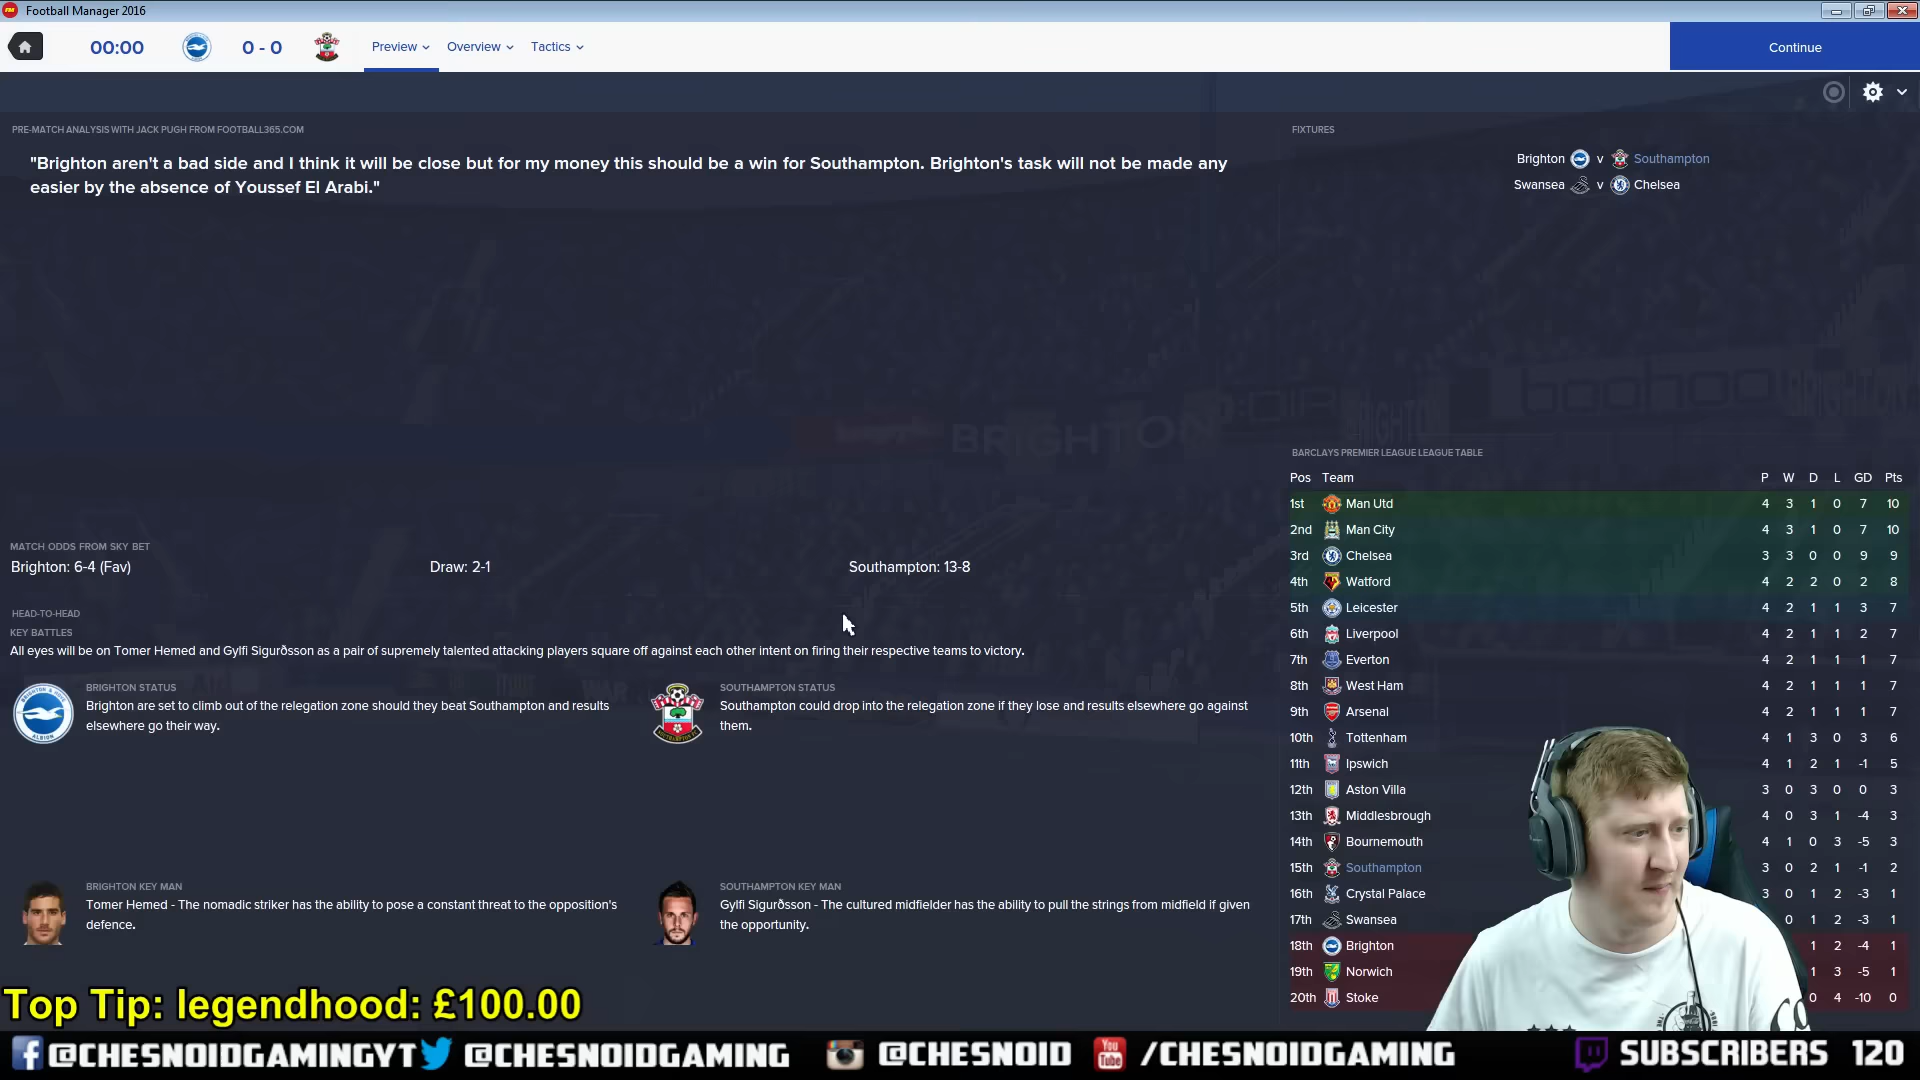 Football Manager 2016
00:00
0 - 0
Preview
Overview
Tactics
Continue
PRE-MATCH ANALYSIS WITH JACK PUGH FROM FOOTBALL365.COM
"Brighton aren't a bad side and I think it will be close but for my money this should be a win for Southampton. Brighton's task will not be made any
easier by the absence of Youssef El Arabi."
FIXTURES
Brighton v Southampton
Swansea v Chelsea
BRIGHTON
boohoo
MATCH ODDS FROM SKY BET
Brighton: 6-4 (Fav)
Draw: 2-1
Southampton: 13-8
HEAD-TO-HEAD
KEY BATTLES
All eyes will be on Tomer Hemed and Gylfi Sigurðsson as a pair of supremely talented attacking players square off against each other intent on firing their respective teams to victory.
BRIGHTON STATUS
Brighton are set to climb out of the relegation zone should they beat Southampton and results
elsewhere go their way.
SOUTHAMPTON STATUS
Southampton could drop into the relegation zone if they lose and results elsewhere go against
them.
BRIGHTON KEY MAN
Tomer Hemed - The nomadic striker has the ability to pose a constant threat to the opposition's
defence.
SOUTHAMPTON KEY MAN
Gylfi Sigurðsson - The cultured midfielder has the ability to pull the strings from midfield if given
the opportunity.
BARCLAYS PREMIER LEAGUE LEAGUE TABLE
Pos Team P W D L GD Pts
1st Man Utd 4 3 1 0 7 10
2nd Man City 4 3 1 0 7 10
3rd Chelsea 3 3 0 0 9 9
4th Watford 4 2 2 0 2 8
5th Leicester 4 2 1 1 3 7
6th Liverpool 4 2 1 1 2 7
7th Everton 4 2 1 1 1 7
8th West Ham 4 2 1 1 1 7
9th Arsenal 4 2 1 1 1 7
10th Tottenham 4 1 3 0 3 6
11th Ipswich 4 1 2 1 -1 5
12th Aston Villa 3 0 3 0 0 3
13th Middlesbrough 4 0 3 1 -4 3
14th Bournemouth 4 1 0 3 -5 3
15th Southampton 3 0 2 1 -1 2
16th Crystal Palace 3 0 1 2 -3 1
17th Swansea 0 1 2 -3 1
18th Brighton 1 2 -4 1
19th Norwich 1 3 -5 1
20th Stoke 0 4 -10 0
Top Tip: legendhood: £100.00
@CHESNOIDGAMINGYT @CHESNOIDGAMING @CHESNOID You Tube /CHESNOIDGAMING SUBSCRIBERS 120